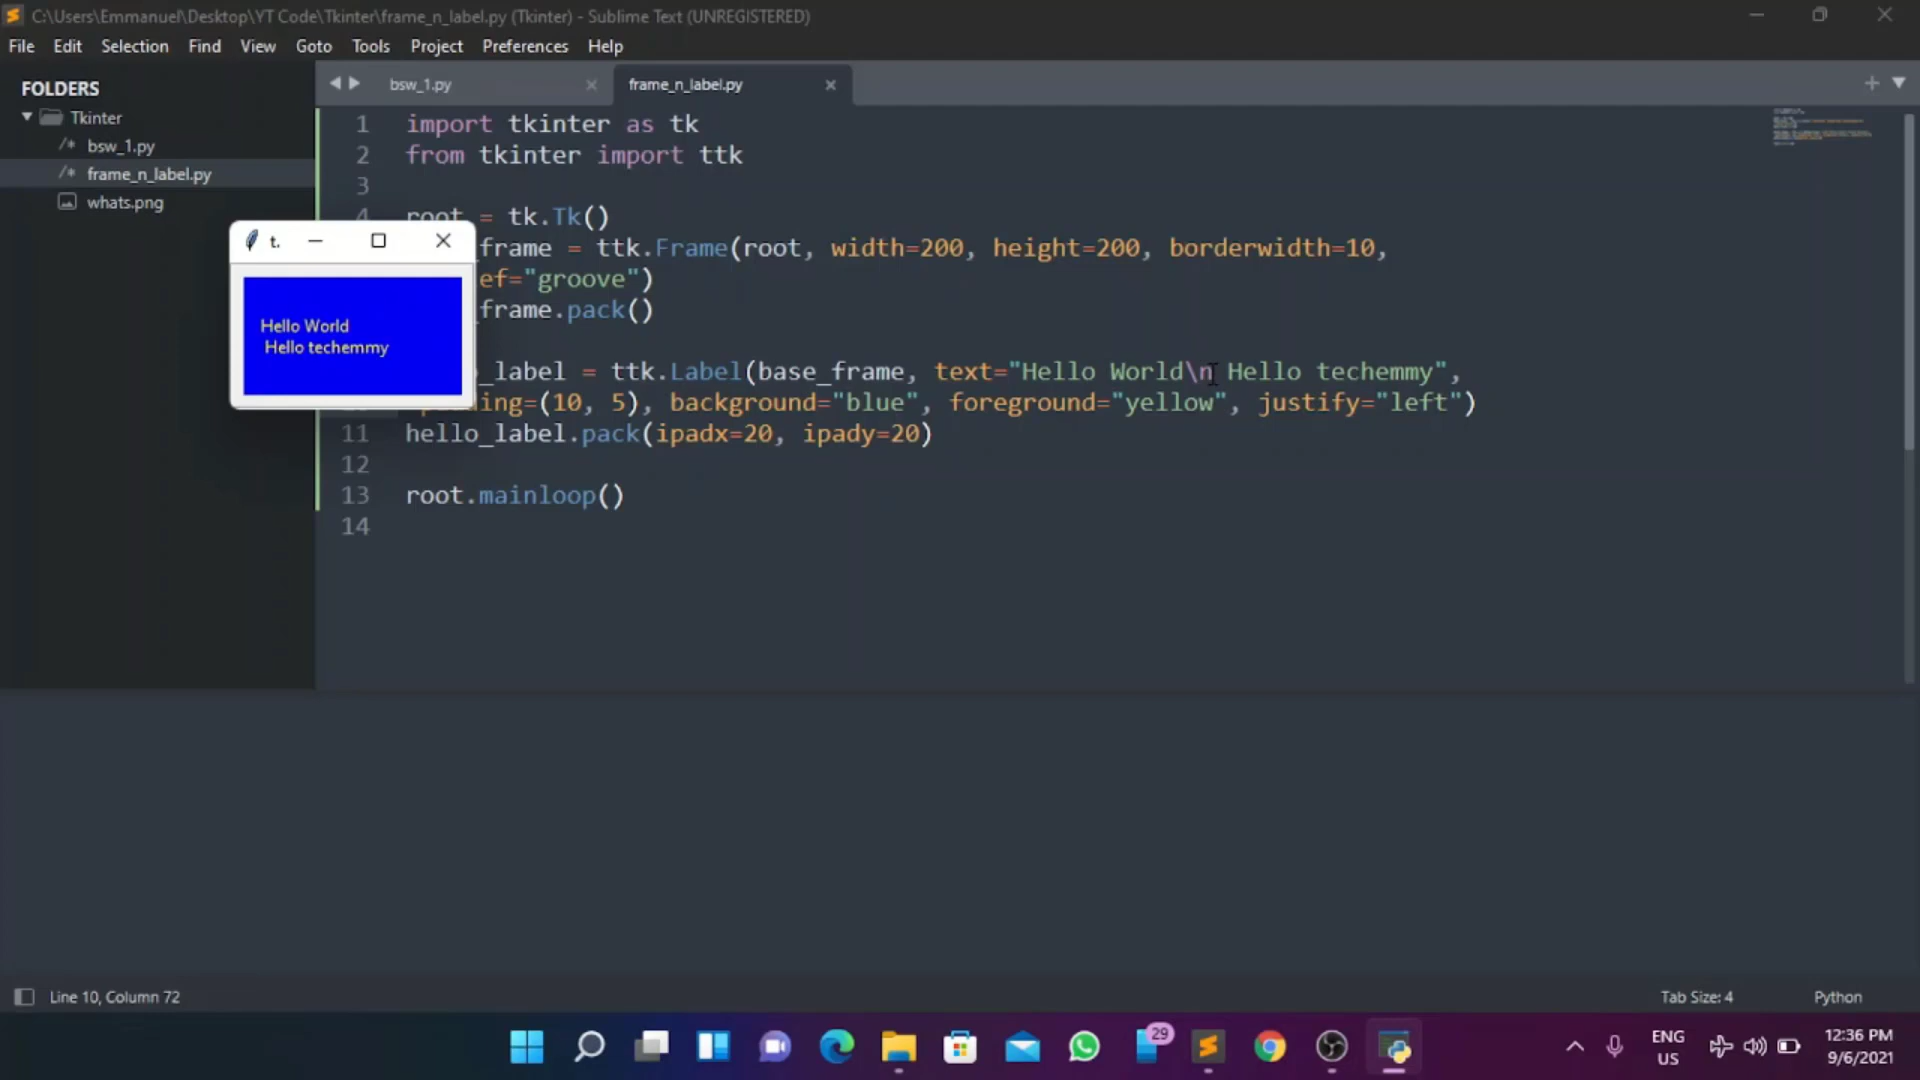 C:\Users\Emmanuel\Desktop\YT Code\Tkinter\frame_n_label.py (Tkinter) - Sublime Text (UNREGISTERED)
File Edit Selection Find View Goto Tools Project Preferences Help
FOLDERS
Tkinter
/* bsw_1.py
/* frame_n_label.py
whats.png
bsw_1.py
frame_n_label.py
1 import tkinter as tk
2 from tkinter import ttk
3
4 root = tk.Tk()
_frame = ttk.Frame(root, width=200, height=200, borderwidth=10,
ef="groove")
_frame.pack()
_label = ttk.Label(base_frame, text="Hello World\n Hello techemmy",
padding=(10, 5), background="blue", foreground="yellow", justify="left")
11 hello_label.pack(ipadx=20, ipady=20)
12
13 root.mainloop()
14
t.
Hello World
Hello techemmy
Line 10, Column 72
Tab Size: 4
Python
29
ENG
US
12:36 PM
9/6/2021